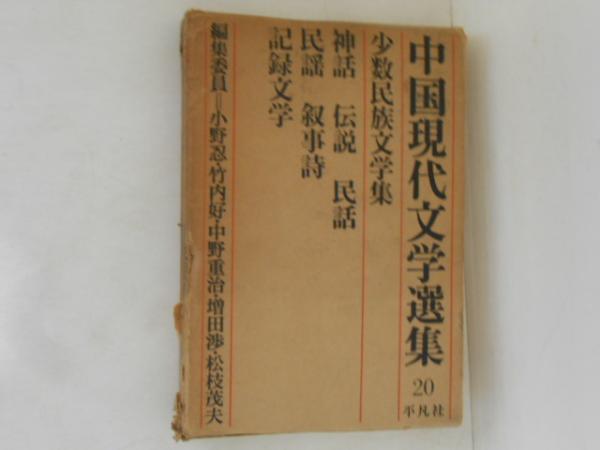 中国現代文学選集
20
平凡社
少数民族文学集
神話 伝説 民話
民謡 叙事詩
記録文学
編集委員＝小野忍・竹内好・中野重治・増田渉・松枝茂夫